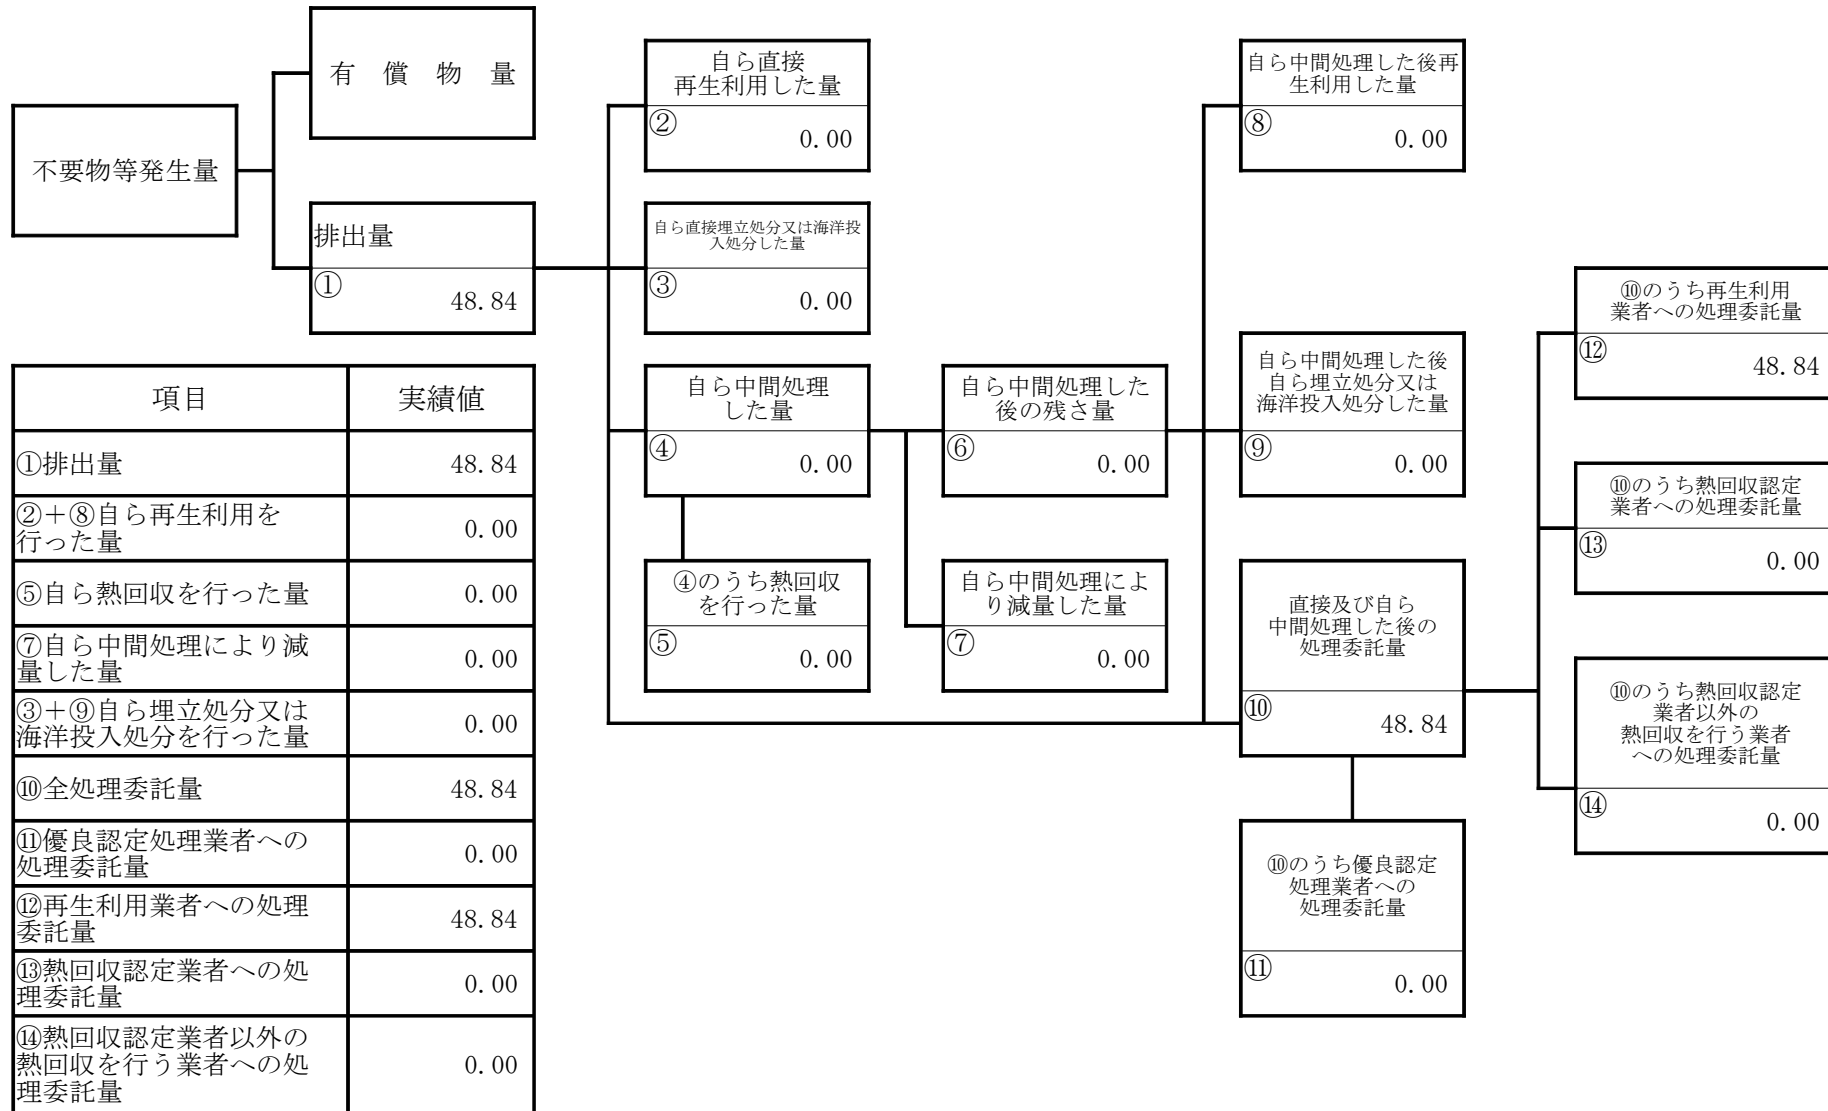 有 償 物 量
不要物等発生量
排出量
①
48.84
自ら直接
再生利用した量
②
0.00
自ら直接埋立処分又は海洋投
入処分した量
③
0.00
自ら中間処理
した量
④
0.00
④のうち熱回収
を行った量
⑤
0.00
自ら中間処理した
後の残さ量
⑥
0.00
自ら中間処理によ
り減量した量
⑦
0.00
自ら中間処理した後再
生利用した量
⑧
0.00
自ら中間処理した後
自ら埋立処分又は
海洋投入処分した量
⑨
0.00
直接及び自ら
中間処理した後の
処理委託量
⑩
48.84
⑩のうち優良認定
処理業者への
処理委託量
⑪
0.00
⑩のうち再生利用
業者への処理委託量
⑫
48.84
⑩のうち熱回収認定
業者への処理委託量
⑬
0.00
⑩のうち熱回収認定
業者以外の
熱回収を行う業者
への処理委託量
⑭
0.00
項目 実績値
①排出量 48.84
②＋⑧自ら再生利用を
行った量 0.00
⑤自ら熱回収を行った量 0.00
⑦自ら中間処理により減
量した量 0.00
③＋⑨自ら埋立処分又は
海洋投入処分を行った量 0.00
⑩全処理委託量 48.84
⑪優良認定処理業者への
処理委託量 0.00
⑫再生利用業者への処理
委託量 48.84
⑬熱回収認定業者への処
理委託量 0.00
⑭熱回収認定業者以外の
熱回収を行う業者への処
理委託量 0.00